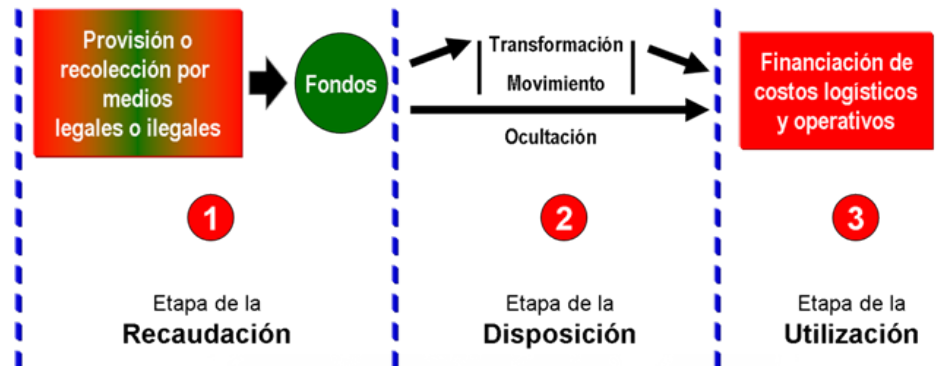 Provisión o
recolección por
medios
legales o ilegales
Fondos
Transformación
Movimiento
Ocultación
Financiación de
costos logísticos
y operativos
1
2
3
Etapa de la
Recaudación
Etapa de la
Disposición
Etapa de la
Utilización